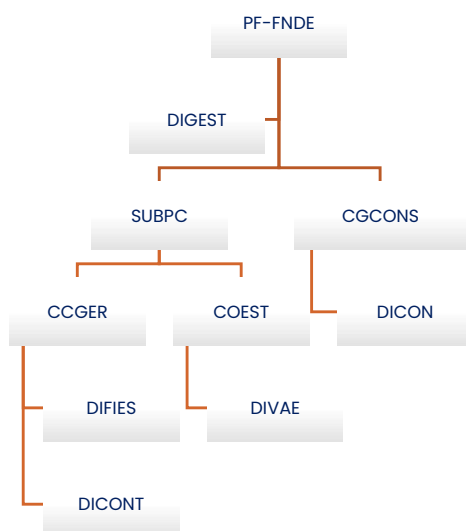 PF-FNDE
DIGEST
SUBPC
CGCONS
CCGER
COEST
DICON
DIFIES
DIVAE
DICONT